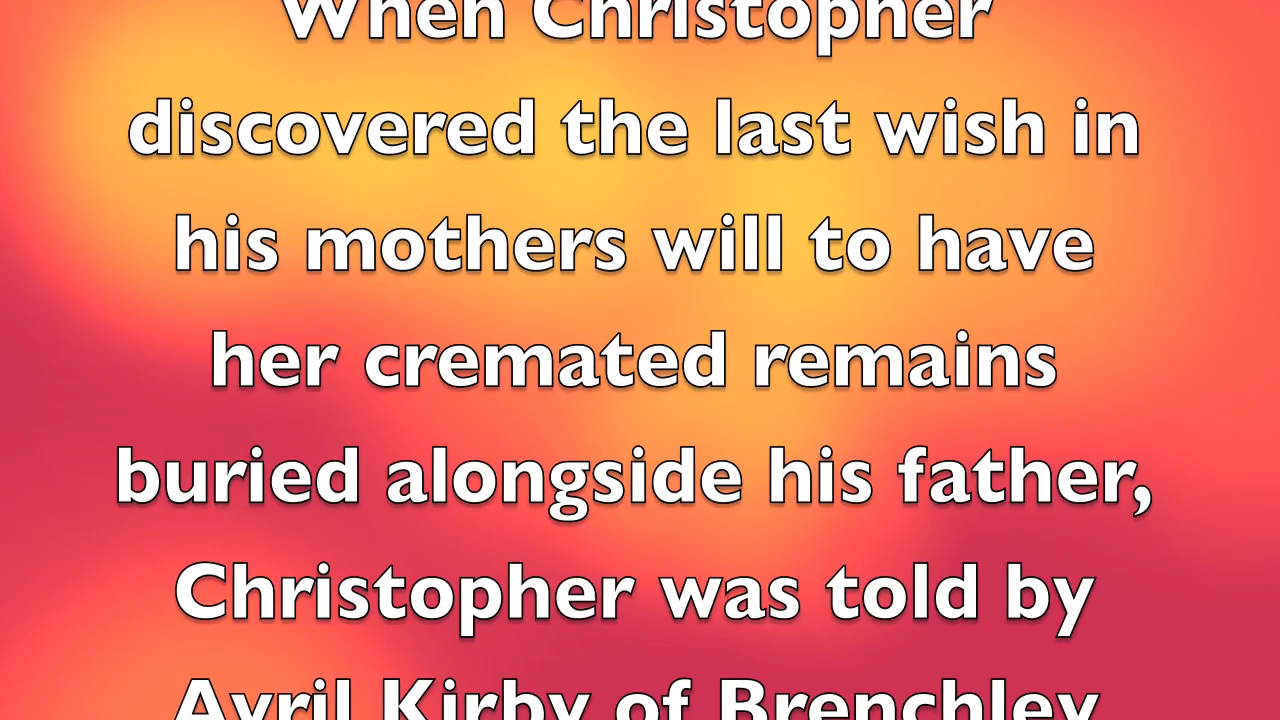 When Christopher
discovered the last wish in
his mothers will to have
her cremated remains
buried alongside his father,
Christopher was told by
Avril Kirby of Brenchley